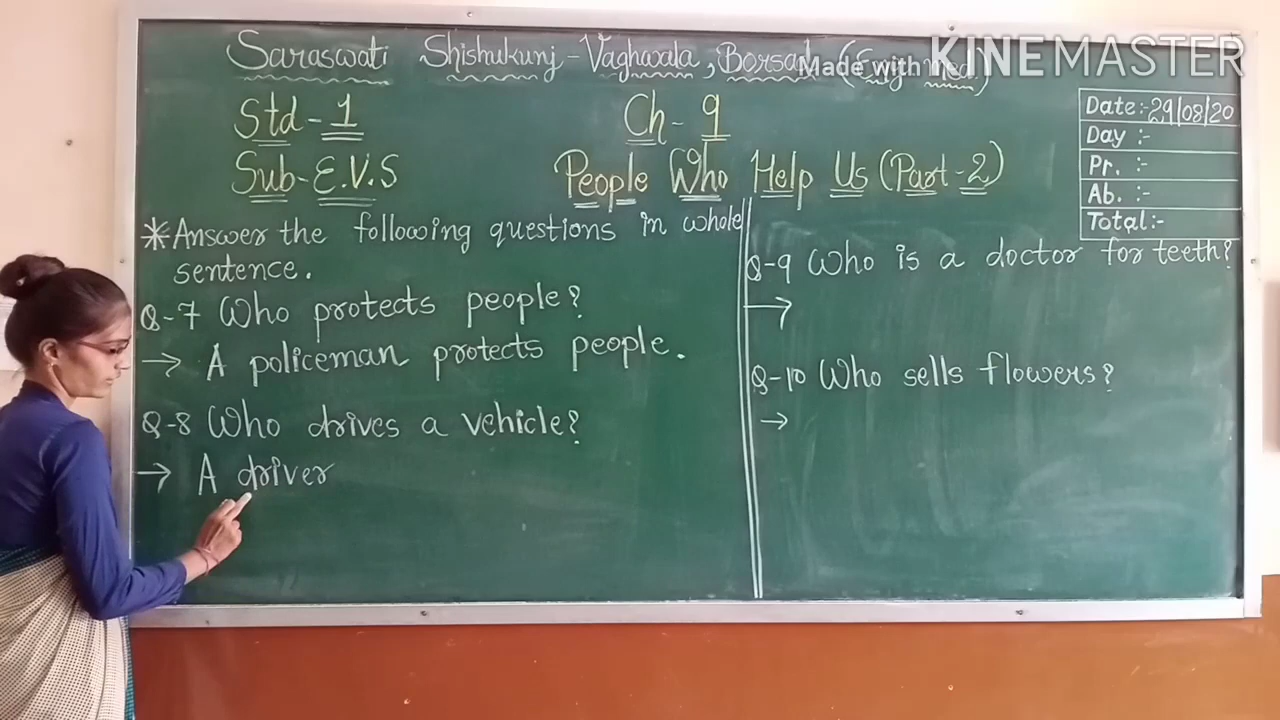 Saraswati Shishukunj - Vaghwala, Borsad (Eng. Med.)
Made with KINEMASTER
Std - 1
Ch - 9
Sub - E.V.S
People Who Help Us (Part - 2)
Date:- 29/08/20
Day :-
Pr. :-
Ab. :-
Total:-
* Answer the following questions in whole
sentence.
Q-7 Who protects people?
→ A policeman protects people.
Q-8 Who drives a vehicle?
→ A driver
Q-9 Who is a doctor for teeth?
→
Q-10 Who sells flowers?
→